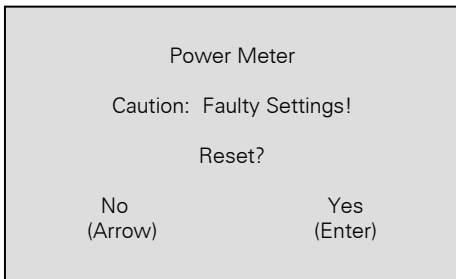 Power Meter
Caution: Faulty Settings!
Reset?
No Yes
(Arrow) (Enter)